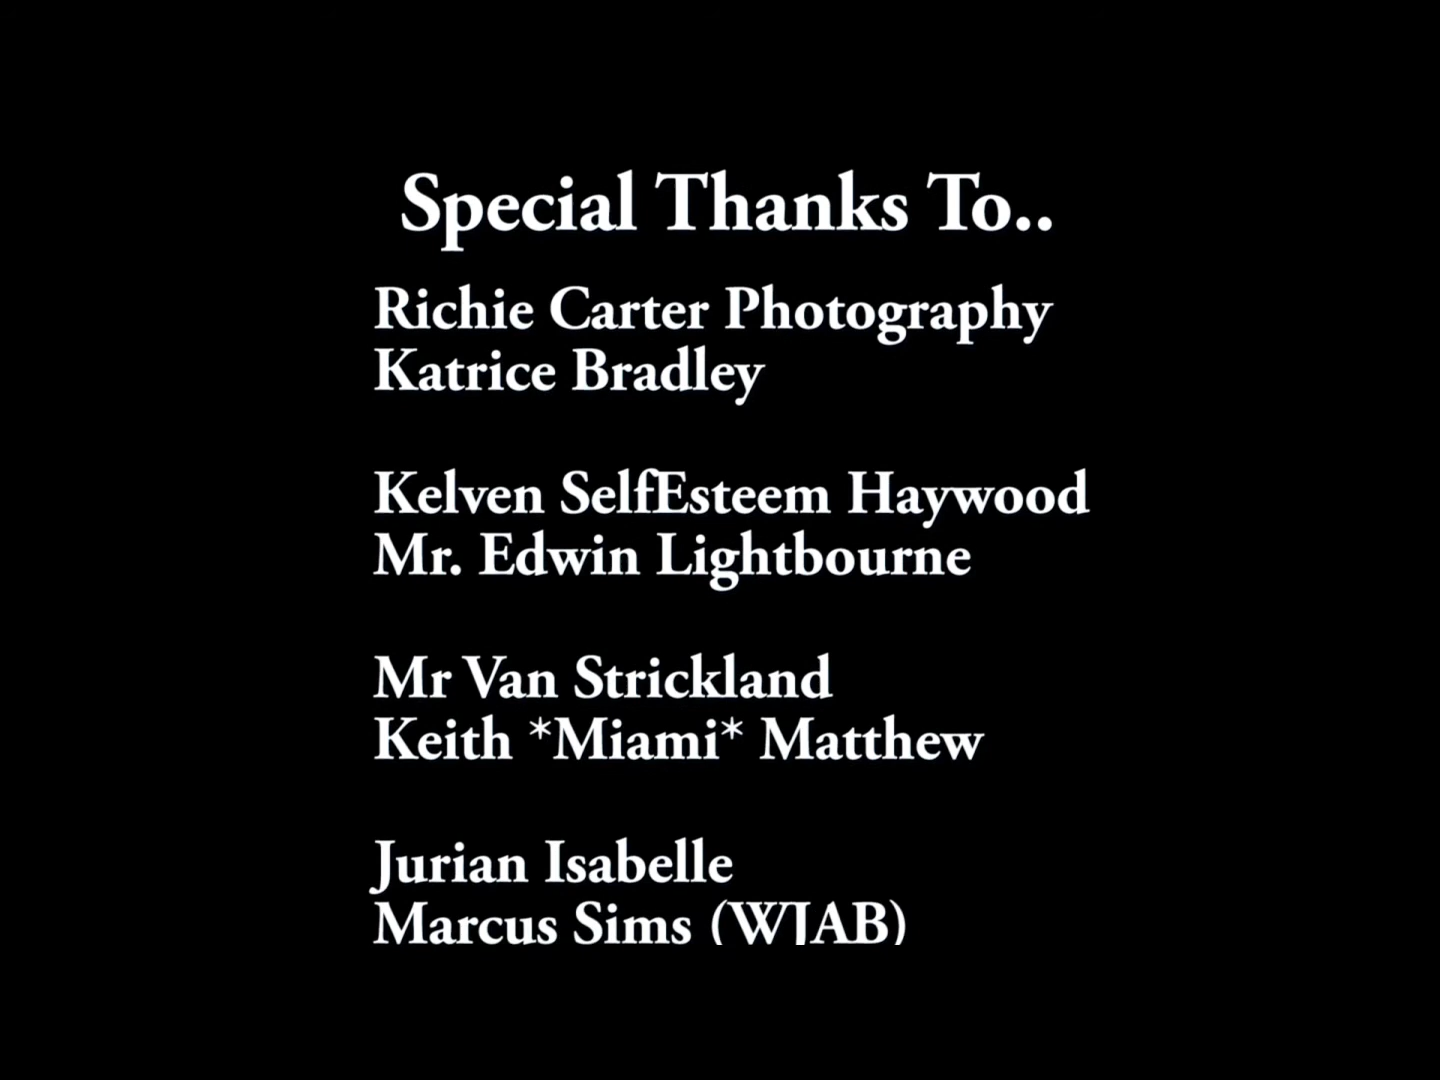 Special Thanks To..
Richie Carter Photography
Katrice Bradley
Kelven SelfEsteem Haywood
Mr. Edwin Lightbourne
Mr Van Strickland
Keith *Miami* Matthew
Jurian Isabelle
Marcus Sims (WJAB)